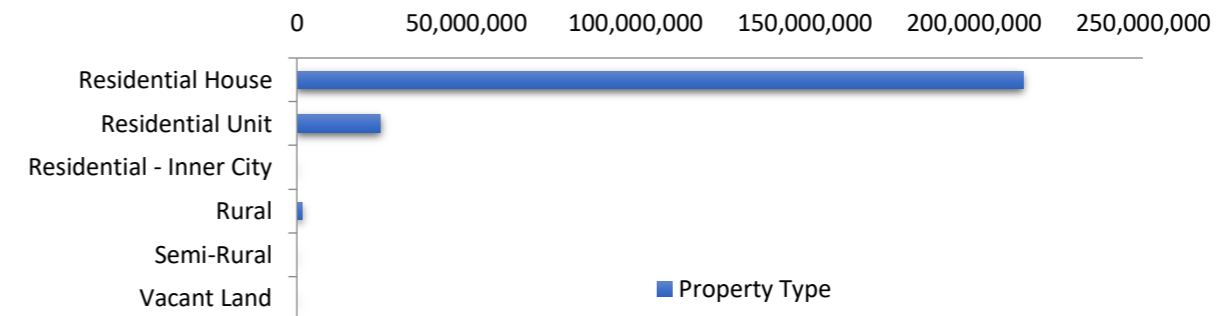 0 50,000,000 100,000,000 150,000,000 200,000,000 250,000,000
Residential House
Residential Unit
Residential - Inner City
Rural
Semi-Rural
Vacant Land
Property Type